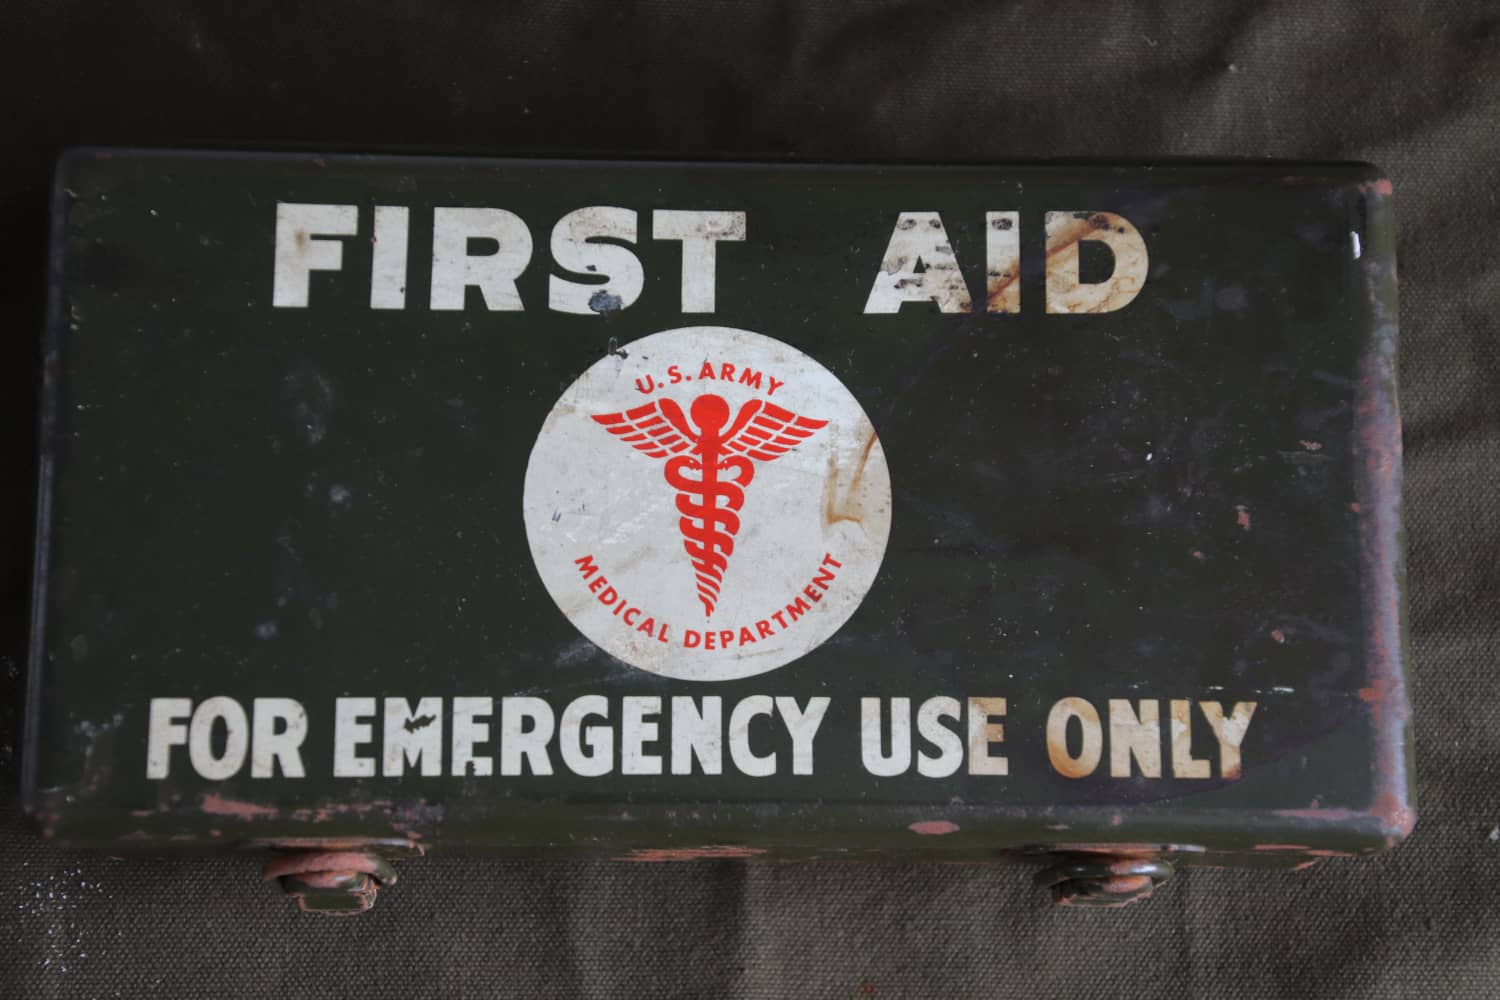 FIRST AID
U.S. ARMY
MEDICAL DEPARTMENT
FOR EMERGENCY USE ONLY